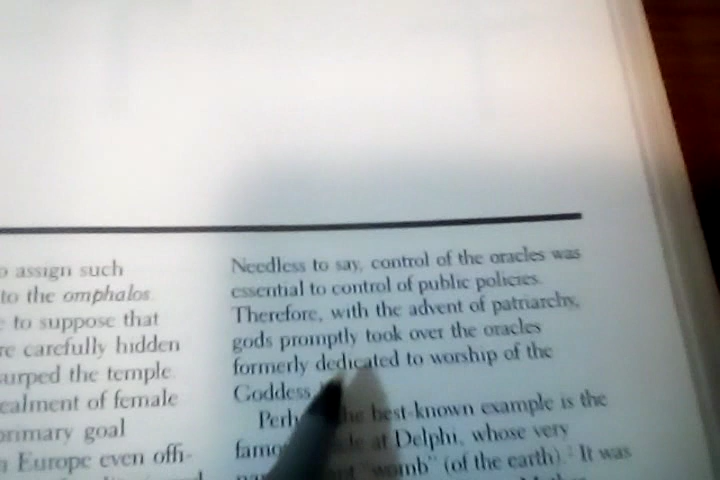 o assign such
to the omphalos.
e to suppose that
re carefully hidden
urped the temple.
ealment of female
primary goal
n Europe even offi-
Needless to say, control of the oracles was
essential to control of public policies.
Therefore, with the advent of patriarchy,
gods promptly took over the oracles
formerly dedicated to worship of the
Goddess
Perh the best-known example is the
famo at Delphi, whose very
"womb" (of the earth). It was